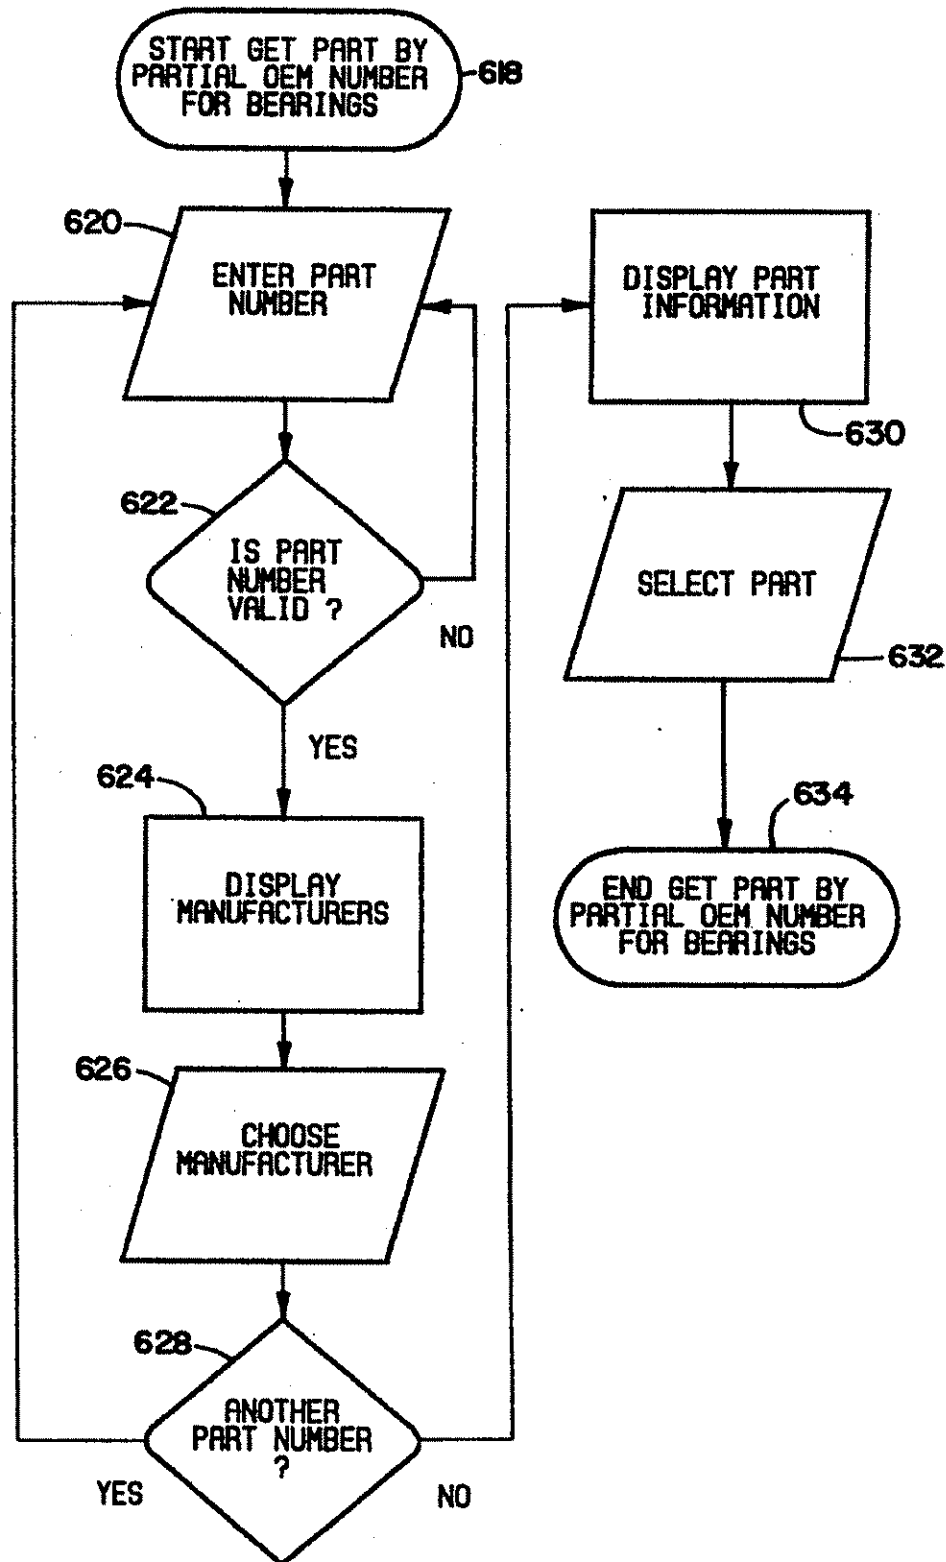 START GET PART BY
PARTIAL OEM NUMBER
FOR BEARINGS
618
620
ENTER PART
NUMBER
622
IS PART
NUMBER
VALID ?
NO
YES
624
DISPLAY
MANUFACTURERS
626
CHOOSE
MANUFACTURER
628
ANOTHER
PART NUMBER
?
YES
NO
DISPLAY PART
INFORMATION
630
SELECT PART
632
634
END GET PART BY
PARTIAL OEM NUMBER
FOR BEARINGS